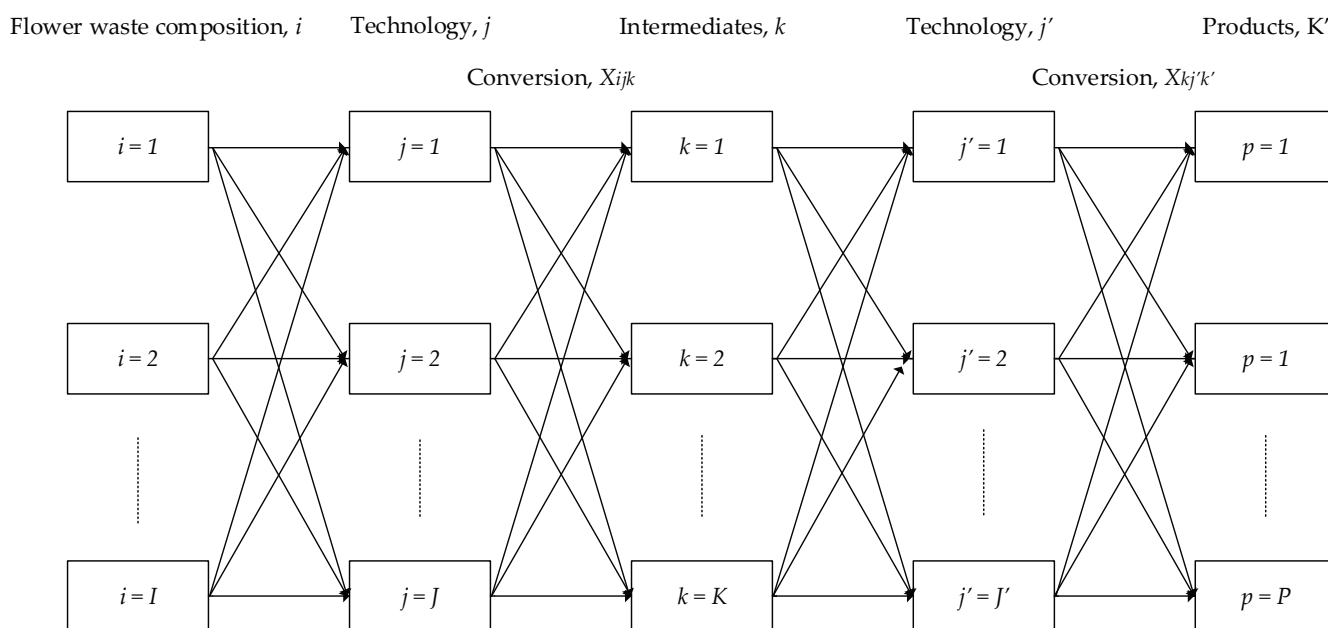 Flower waste composition, i Technology, j Intermediates, k Technology, j’ Products, K’
Conversion, Xijk Conversion, Xkj’k’
i = 1 j = 1 k = 1 j’ = 1 p = 1
i = 2 j = 2 k = 2 j’ = 2 p = 1
i = I j = J k = K j’ = J’ p = P